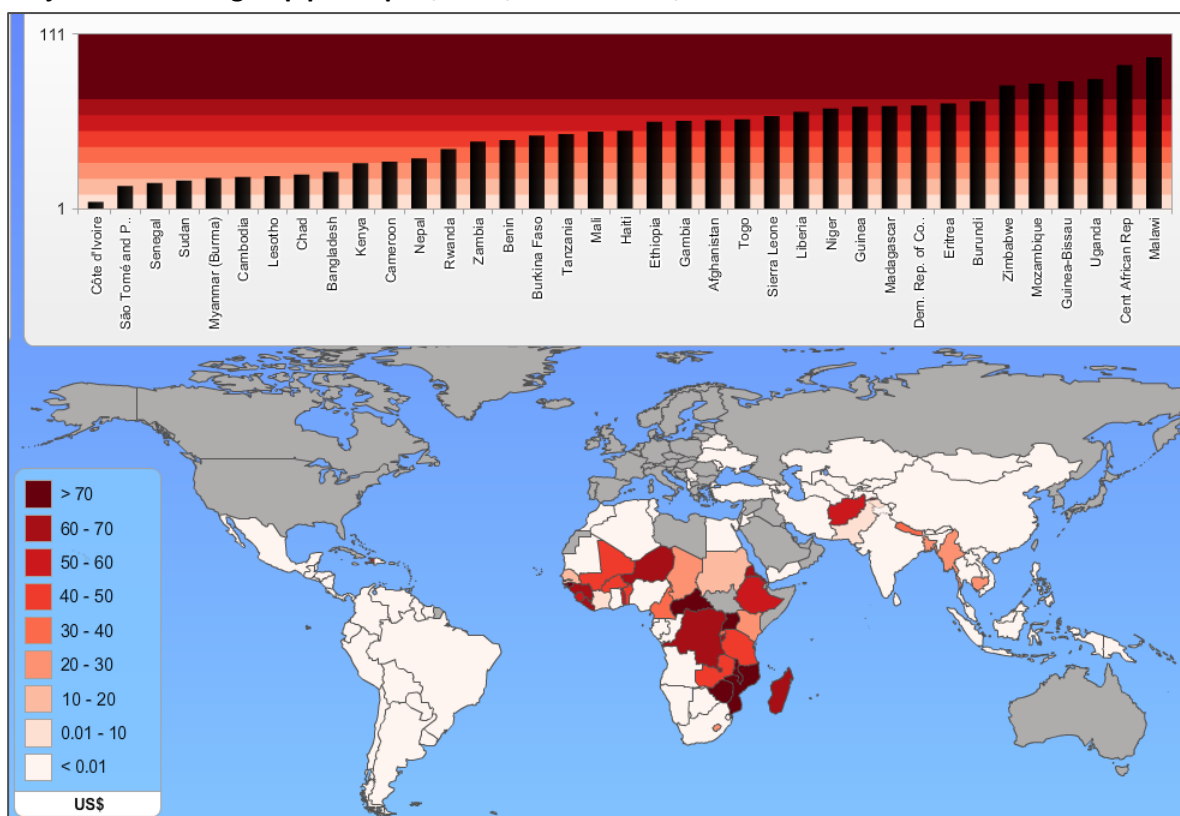 111
1
Côte d'Ivoire
São Tomé and P..
Senegal
Sudan
Myanmar (Burma)
Cambodia
Lesotho
Chad
Bangladesh
Kenya
Cameroon
Nepal
Rwanda
Zambia
Benin
Burkina Faso
Tanzania
Mali
Haiti
Ethiopia
Gambia
Afghanistan
Togo
Sierra Leone
Liberia
Niger
Guinea
Madagascar
Dem. Rep. of Co..
Eritrea
Burundi
Zimbabwe
Mozambique
Guinea-Bissau
Uganda
Cent African Rep
Malawi
> 70
60 - 70
50 - 60
40 - 50
30 - 40
20 - 30
10 - 20
0.01 - 10
< 0.01
US$